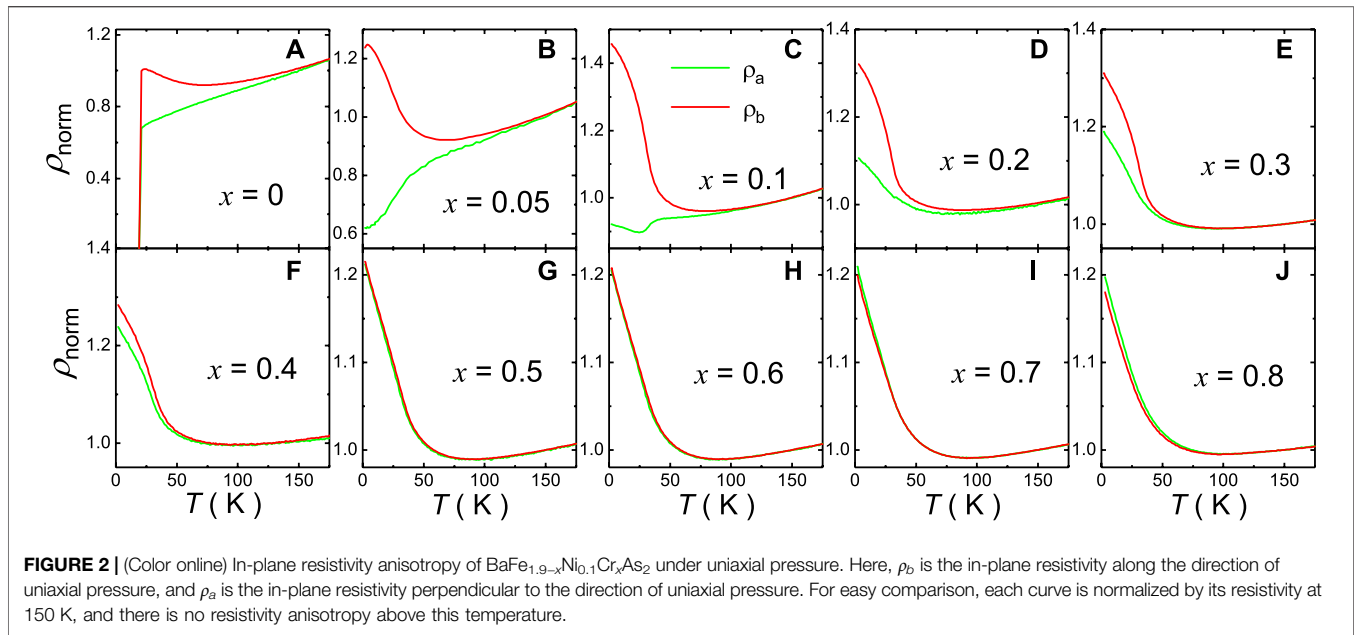 ρnorm
1.2
0.8
0.4
A
x = 0
1.2
1.0
0.8
0.6
B
x = 0.05
1.4
1.2
1.0
C
ρa
ρb
x = 0.1
1.4
1.2
1.0
D
x = 0.2
1.4
1.2
1.0
E
x = 0.3
ρnorm
1.4
1.2
1.0
F
x = 0.4
0 50 100 150
T ( K )
1.2
1.1
1.0
G
x = 0.5
0 50 100 150
T ( K )
1.2
1.1
1.0
H
x = 0.6
0 50 100 150
T ( K )
1.2
1.1
1.0
I
x = 0.7
0 50 100 150
T ( K )
1.2
1.1
1.0
J
x = 0.8
0 50 100 150
T ( K )
FIGURE 2 | (Color online) In-plane resistivity anisotropy of BaFe1.9−xNi0.1CrxAs2 under uniaxial pressure. Here, ρb is the in-plane resistivity along the direction of
uniaxial pressure, and ρa is the in-plane resistivity perpendicular to the direction of uniaxial pressure. For easy comparison, each curve is normalized by its resistivity at
150 K, and there is no resistivity anisotropy above this temperature.